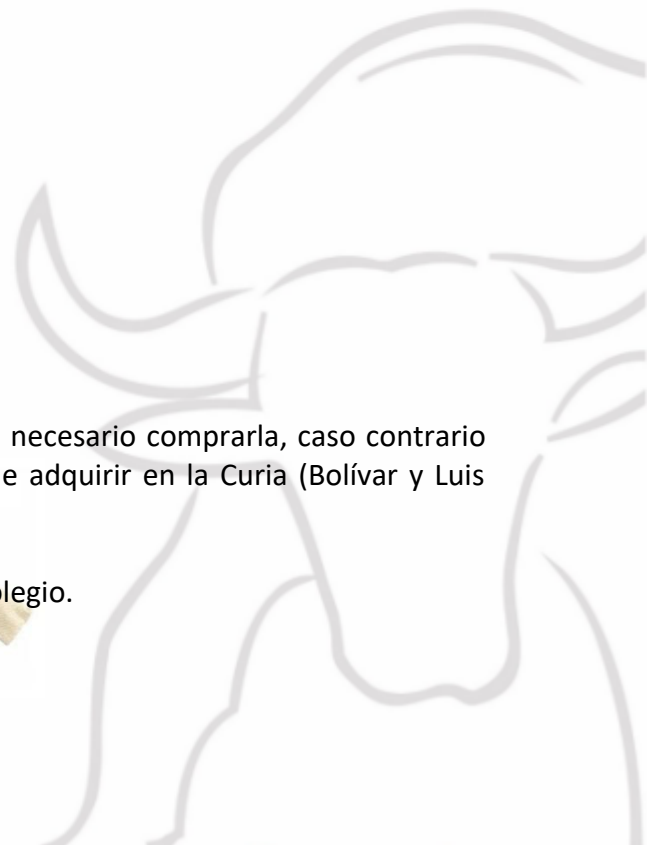 necesario comprarla, caso contrario
e adquirir en la Curia (Bolívar y Luis
olegio.